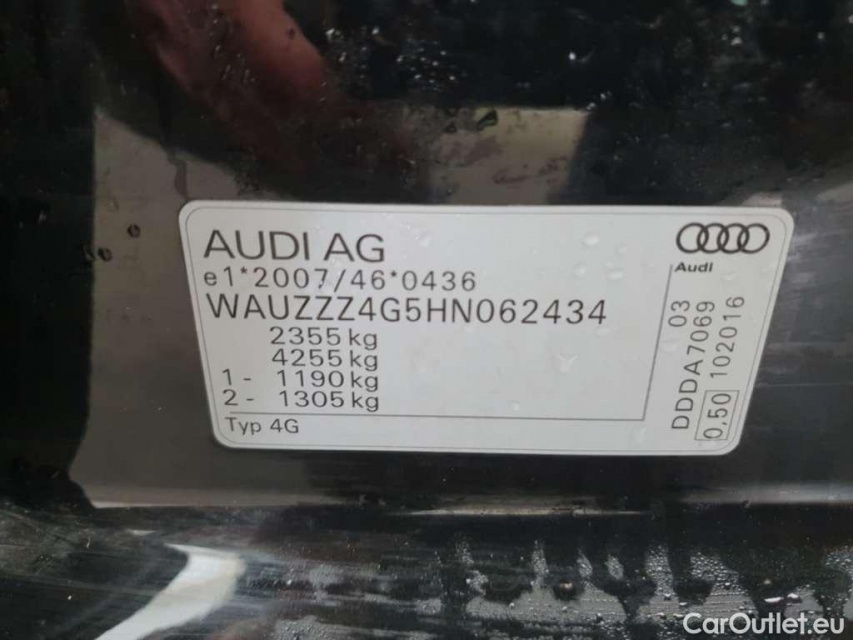 AUDI AG
e1*2007/46*0436
WAUZZZ4G5HN062434
2355 kg
4255 kg
1 - 1190 kg
2 - 1305 kg
Typ 4G
Audi
03
DDDA7069
0,50 102016
CarOutlet.eu